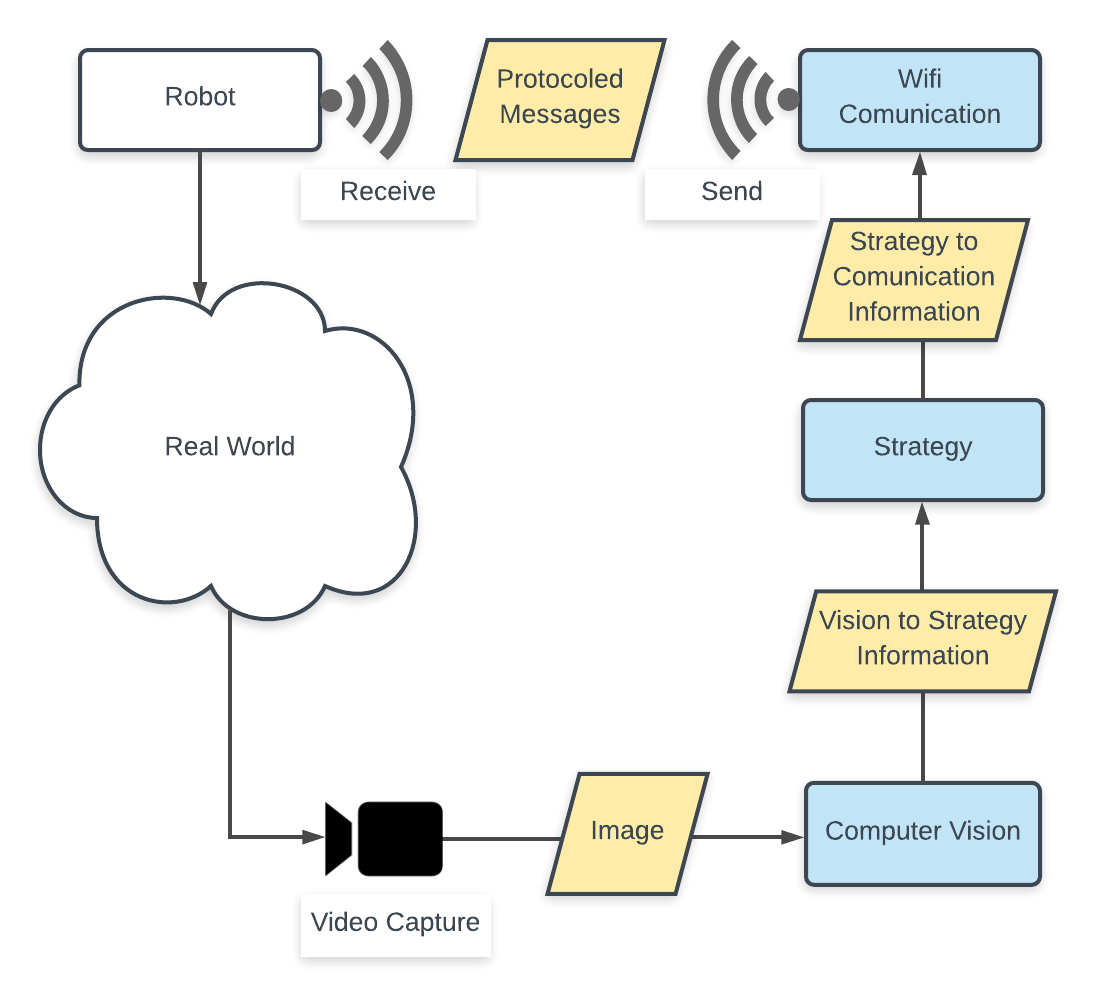 Robot
Protocoled
Messages
Wifi
Comunication
Receive
Send
Strategy to
Comunication
Information
Real World
Strategy
Vision to Strategy
Information
Image
Computer Vision
Video Capture